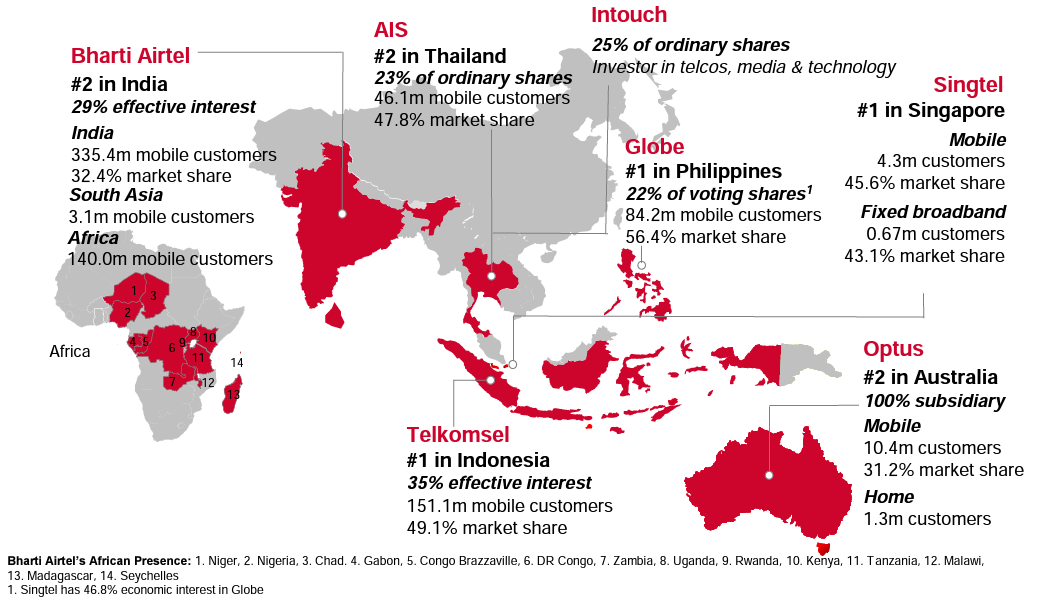 Bharti Airtel
#2 in India
29% effective interest
India
335.4m mobile customers
32.4% market share
South Asia
3.1m mobile customers
Africa
140.0m mobile customers
AIS
#2 in Thailand
23% of ordinary shares
46.1m mobile customers
47.8% market share
Intouch
25% of ordinary shares
Investor in telcos, media & technology
Globe
#1 in Philippines
22% of voting shares¹
84.2m mobile customers
56.4% market share
Singtel
#1 in Singapore
Mobile
4.3m customers
45.6% market share
Fixed broadband
0.67m customers
43.1% market share
Africa
1
2
3
4
5
6
7
8
9
10
11
12
13
14
Telkomsel
#1 in Indonesia
35% effective interest
151.1m mobile customers
49.1% market share
Optus
#2 in Australia
100% subsidiary
Mobile
10.4m customers
31.2% market share
Home
1.3m customers
Bharti Airtel's African Presence: 1. Niger, 2. Nigeria, 3. Chad. 4. Gabon, 5. Congo Brazzaville, 6. DR Congo, 7. Zambia, 8. Uganda, 9. Rwanda, 10. Kenya, 11. Tanzania, 12. Malawi,
13. Madagascar, 14. Seychelles
1. Singtel has 46.8% economic interest in Globe